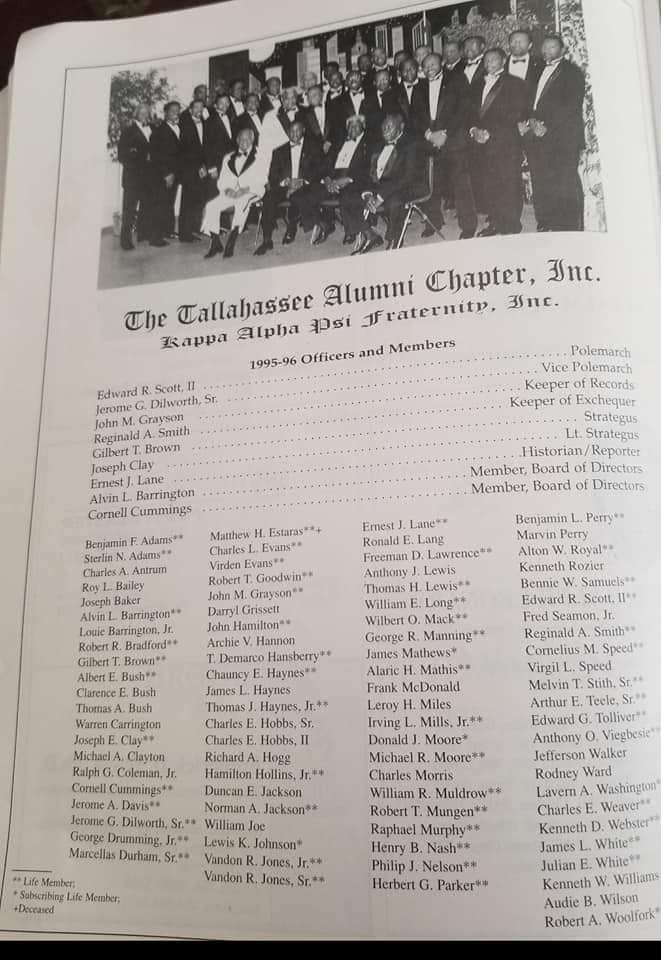 The Tallahassee Alumni Chapter, Inc.
Kappa Alpha Psi Fraternity, Inc.
1995-96 Officers and Members
Edward R. Scott, II . . . . . Polemarch
Jerome G. Dilworth, Sr. . . . . . Vice Polemarch
John M. Grayson . . . . . Keeper of Records
Reginald A. Smith . . . . . Keeper of Exchequer
Gilbert T. Brown . . . . . Strategus
Joseph Clay . . . . . Lt. Strategus
Ernest J. Lane . . . . . Historian/Reporter
Alvin L. Barrington . . . . . Member, Board of Directors
Cornell Cummings . . . . . Member, Board of Directors
Benjamin F. Adams**
Sterlin N. Adams**
Charles A. Antrum
Roy L. Bailey
Joseph Baker
Alvin L. Barrington**
Louie Barrington, Jr.
Robert R. Bradford**
Gilbert T. Brown**
Albert E. Bush**
Clarence E. Bush
Thomas A. Bush
Warren Carrington
Joseph E. Clay**
Michael A. Clayton
Ralph G. Coleman, Jr.
Cornell Cummings**
Jerome A. Davis**
Jerome G. Dilworth, Sr.**
George Drumming, Jr.**
Marcellas Durham, Sr.**
Matthew H. Estaras**+
Charles L. Evans**
Virden Evans**
Robert T. Goodwin**
John M. Grayson**
Darryl Grissett
John Hamilton**
Archie V. Hannon
T. Demarco Hansberry**
Chauncy E. Haynes**
James L. Haynes
Thomas J. Haynes, Jr.**
Charles E. Hobbs, Sr.
Charles E. Hobbs, II
Richard A. Hogg
Hamilton Hollins, Jr.**
Duncan E. Jackson
Norman A. Jackson**
William Joe
Lewis K. Johnson*
Vandon R. Jones, Jr.**
Vandon R. Jones, Sr.**
Ernest J. Lane**
Ronald E. Lang
Freeman D. Lawrence**
Anthony J. Lewis
Thomas H. Lewis**
William E. Long**
Wilbert O. Mack**
George R. Manning**
James Mathews*
Alaric H. Mathis**
Frank McDonald
Leroy H. Miles
Irving L. Mills, Jr.**
Donald J. Moore*
Michael R. Moore**
Charles Morris
William R. Muldrow**
Robert T. Mungen**
Raphael Murphy**
Henry B. Nash**
Philip J. Nelson**
Herbert G. Parker**
Benjamin L. Perry**
Marvin Perry
Alton W. Royal**
Kenneth Rozier
Bennie W. Samuels**
Edward R. Scott, II**
Fred Seamon, Jr.
Reginald A. Smith**
Cornelius M. Speed**
Virgil L. Speed
Melvin T. Stith, Sr.**
Arthur E. Teele, Sr.**
Edward G. Tolliver**
Anthony O. Viegbesie**
Jefferson Walker
Rodney Ward
Lavern A. Washington*
Charles E. Weaver**
Kenneth D. Webster**
James L. White**
Julian E. White**
Kenneth W. Williams
Audie B. Wilson
Robert A. Woolfork*
** Life Member;
* Subscribing Life Member;
+Deceased